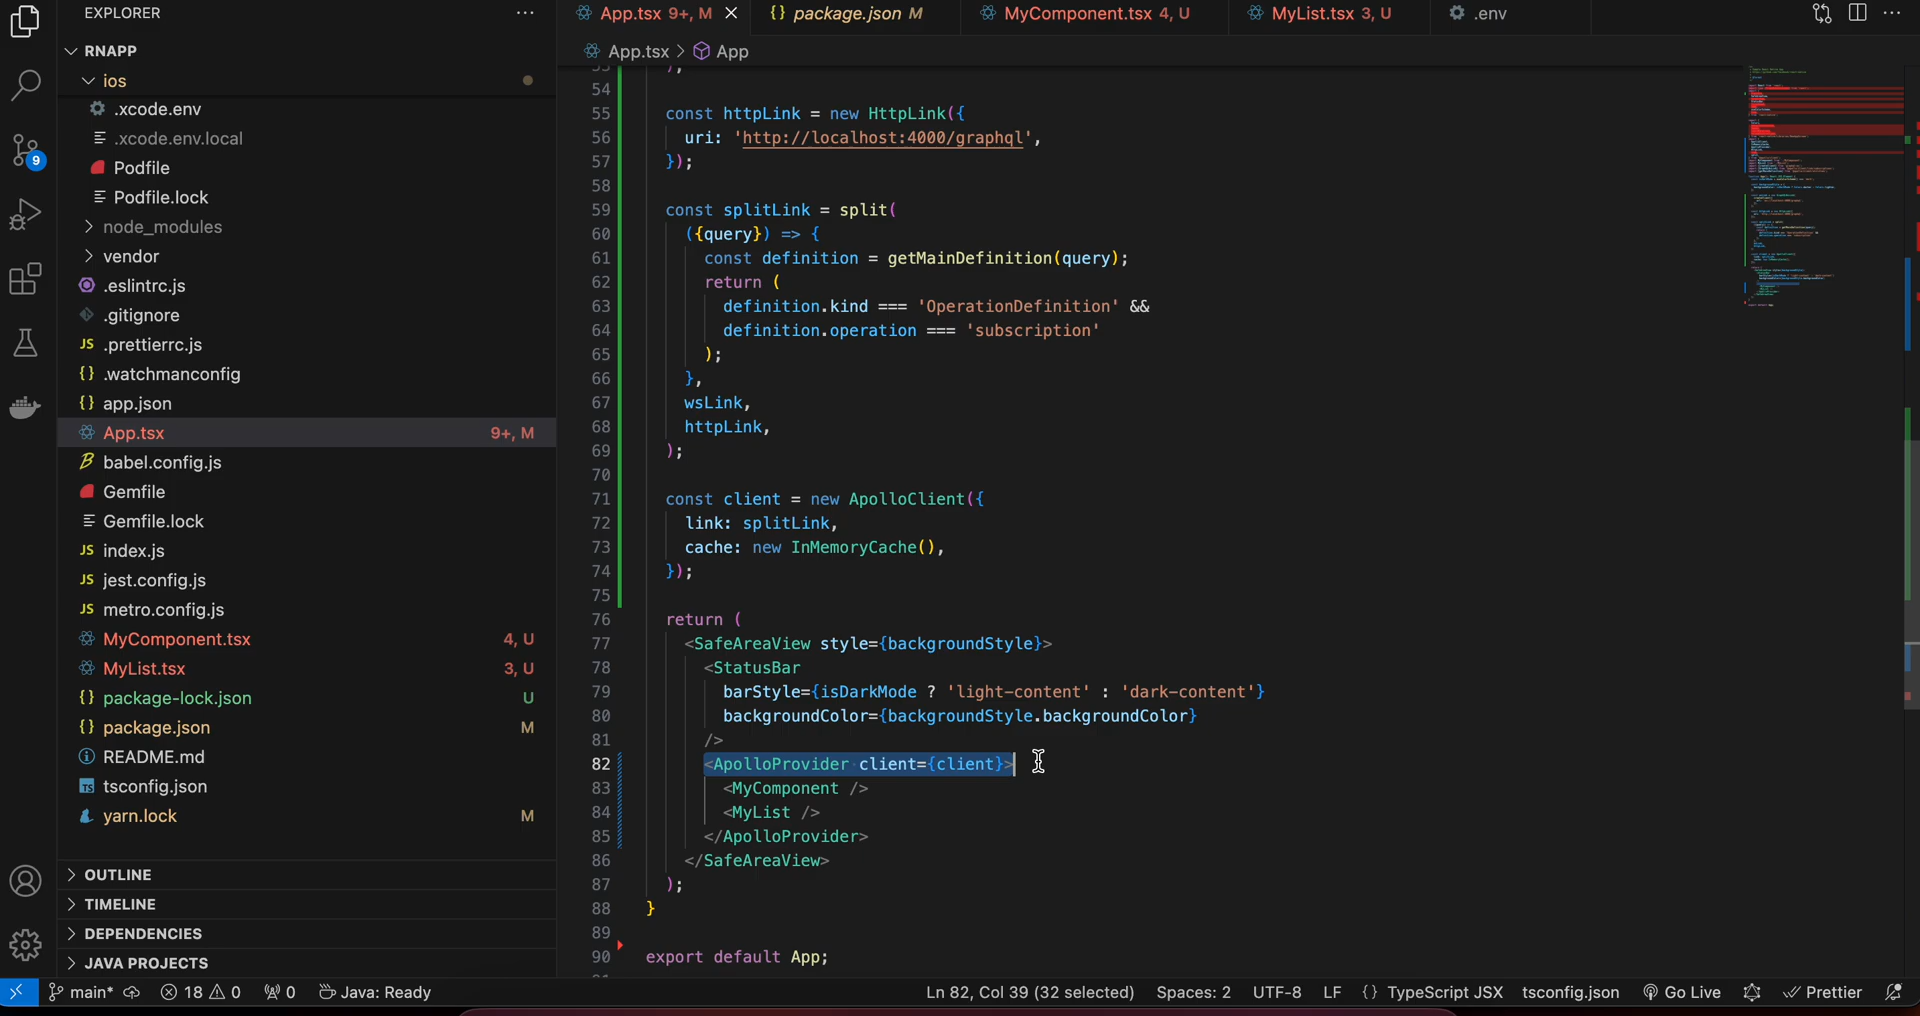 EXPLORER
RNAPP
ios
.xcode.env
.xcode.env.local
Podfile
Podfile.lock
node_modules
vendor
.eslintrc.js
.gitignore
JS .prettierrc.js
{} .watchmanconfig
{} app.json
App.tsx 9+, M
babel.config.js
Gemfile
Gemfile.lock
JS index.js
JS jest.config.js
JS metro.config.js
MyComponent.tsx 4, U
MyList.tsx 3, U
{} package-lock.json U
{} package.json M
README.md
TS tsconfig.json
yarn.lock M
OUTLINE
TIMELINE
DEPENDENCIES
JAVA PROJECTS
9
App.tsx 9+, M
{} package.json M
MyComponent.tsx 4, U
MyList.tsx 3, U
.env
App.tsx > App
53 );
54
55 const httpLink = new HttpLink({
56 uri: 'http://localhost:4000/graphql',
57 });
58
59 const splitLink = split(
60 ({query}) => {
61 const definition = getMainDefinition(query);
62 return (
63 definition.kind === 'OperationDefinition' &&
64 definition.operation === 'subscription'
65 );
66 },
67 wsLink,
68 httpLink,
69 );
70
71 const client = new ApolloClient({
72 link: splitLink,
73 cache: new InMemoryCache(),
74 });
75
76 return (
77 <SafeAreaView style={backgroundStyle}>
78 <StatusBar
79 barStyle={isDarkMode ? 'light-content' : 'dark-content'}
80 backgroundColor={backgroundStyle.backgroundColor}
81 />
82 <ApolloProvider client={client}>
83 <MyComponent />
84 <MyList />
85 </ApolloProvider>
86 </SafeAreaView>
87 );
88 }
89
90 export default App;
main* 18 0 0 Java: Ready
Ln 82, Col 39 (32 selected) Spaces: 2 UTF-8 LF {} TypeScript JSX tsconfig.json Go Live Prettier